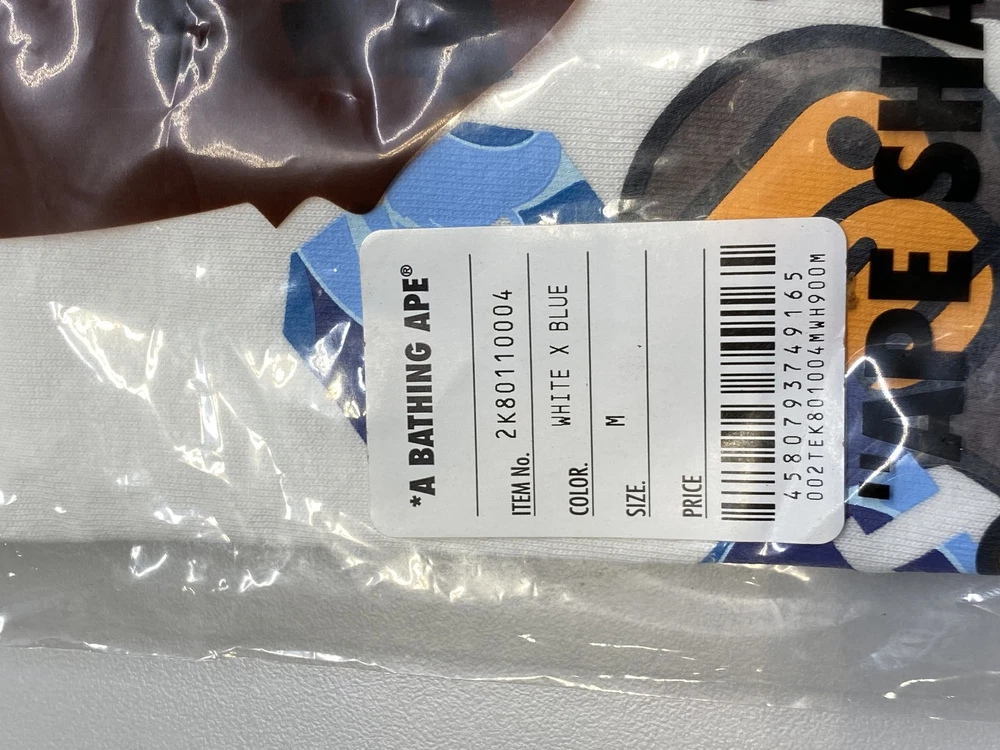 *A BATHING APE®
ITEM No. 2K80110004
COLOR. WHITE X BLUE
SIZE. M
PRICE
4580793749165
002TEK801004MWH900M
"APE SHA